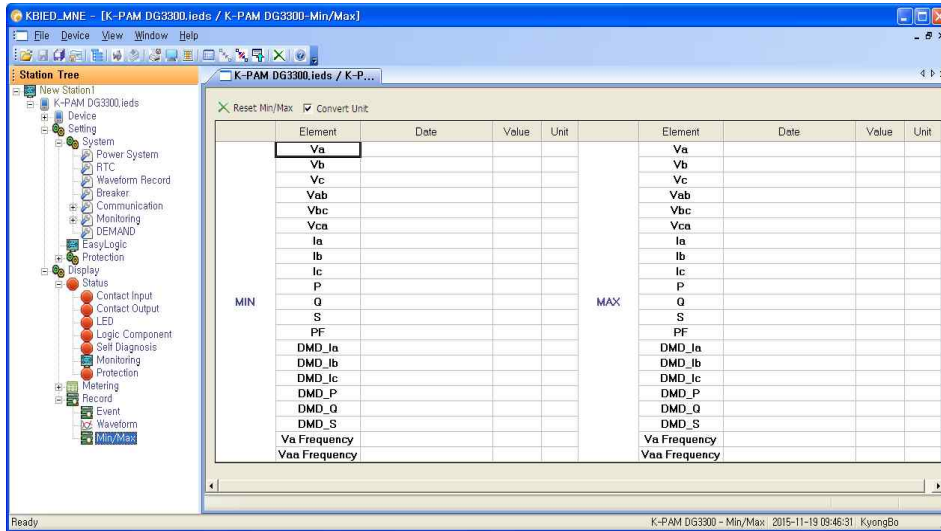 KBIED_MNE - [K-PAM DG3300.ieds / K-PAM DG3300-Min/Max]
File Device View Window Help
Station Tree
K-PAM DG3300.ieds / K-P...
New Station1
K-PAM DG3300.ieds
Device
Setting
System
Power System
RTC
Waveform Record
Breaker
Communication
Monitoring
DEMAND
EasyLogic
Protection
Display
Status
Contact Input
Contact Output
LED
Logic Component
Self Diagnosis
Monitoring
Protection
Metering
Record
Event
Waveform
Min/Max
Reset Min/Max Convert Unit
Element Date Value Unit Element Date Value Unit
Va Va
Vb Vb
Vc Vc
Vab Vab
Vbc Vbc
Vca Vca
Ia Ia
Ib Ib
Ic Ic
P P
MIN Q MAX Q
S S
PF PF
DMD_Ia DMD_Ia
DMD_Ib DMD_Ib
DMD_Ic DMD_Ic
DMD_P DMD_P
DMD_Q DMD_Q
DMD_S DMD_S
Va Frequency Va Frequency
Vaa Frequency Vaa Frequency
Ready K-PAM DG3300 - Min/Max 2015-11-19 09:46:31 KyongBo